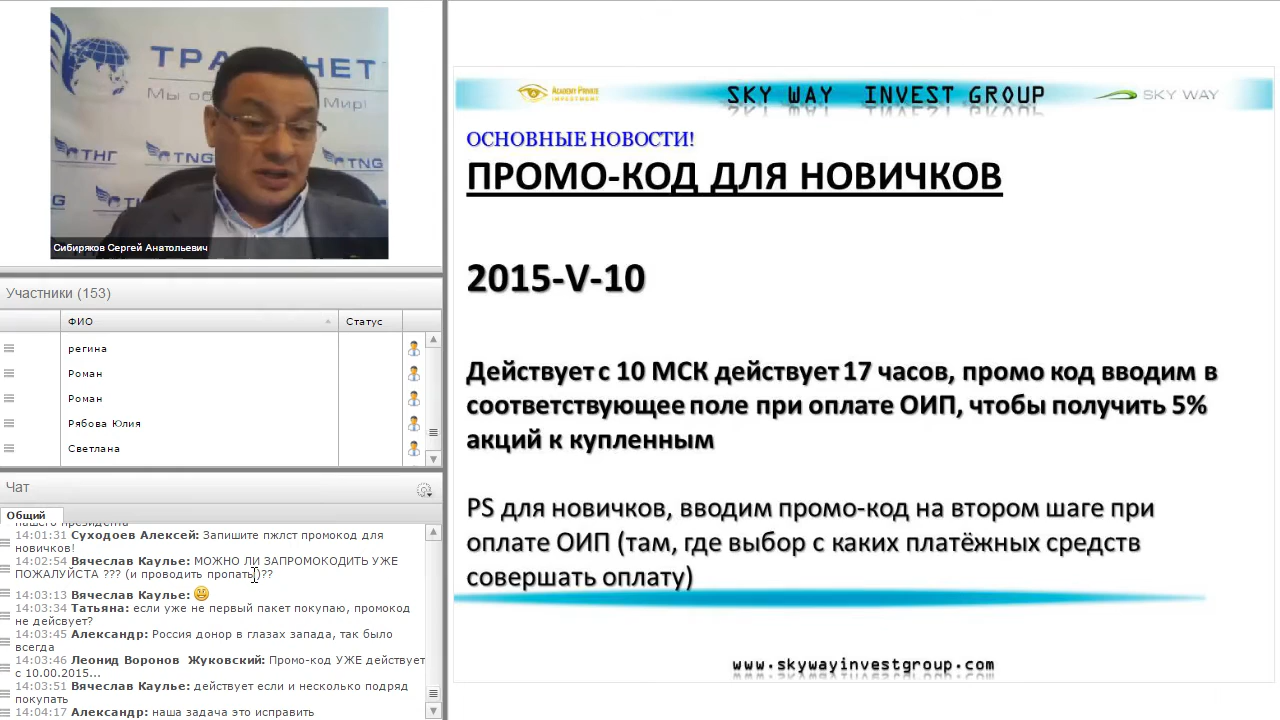 ТРАНСНЕТ
Мы об
Мир!
ТНГ
TNG
TNG
Сибиряков Сергей Анатольевич
Участники (153)
ФИО
Статус
регина
Роман
Роман
Рябова Юлия
Светлана
Чат
Общий
нашего президента
14:01:31 Суходоев Алексей: Запишите пжлст промокод для
новичков!
14:02:54 Вячеслав Каулье: МОЖНО ЛИ ЗАПРОМОКОДИТЬ УЖЕ
ПОЖАЛУЙСТА ??? (и проводить пропать)??
14:03:13 Вячеслав Каулье:
14:03:34 Татьяна: если уже не первый пакет покупаю, промокод
не дейсвует?
14:03:45 Александр: Россия донор в глазах запада, так было
всегда
14:03:46 Леонид Воронов Жуковский: Промо-код УЖЕ действует
с 10.00.2015...
14:03:51 Вячеслав Каулье: действует если и несколько подряд
покупать
14:04:17 Александр: наша задача это исправить
ACADEMY PRIVATE
INVESTMENT
SKY WAY INVEST GROUP
SKY WAY
ОСНОВНЫЕ НОВОСТИ!
ПРОМО-КОД ДЛЯ НОВИЧКОВ
2015-V-10
Действует с 10 МСК действует 17 часов, промо код вводим в
соответствующее поле при оплате ОИП, чтобы получить 5%
акций к купленным
PS для новичков, вводим промо-код на втором шаге при
оплате ОИП (там, где выбор с каких платёжных средств
совершать оплату)
www.skywayinvestgroup.com